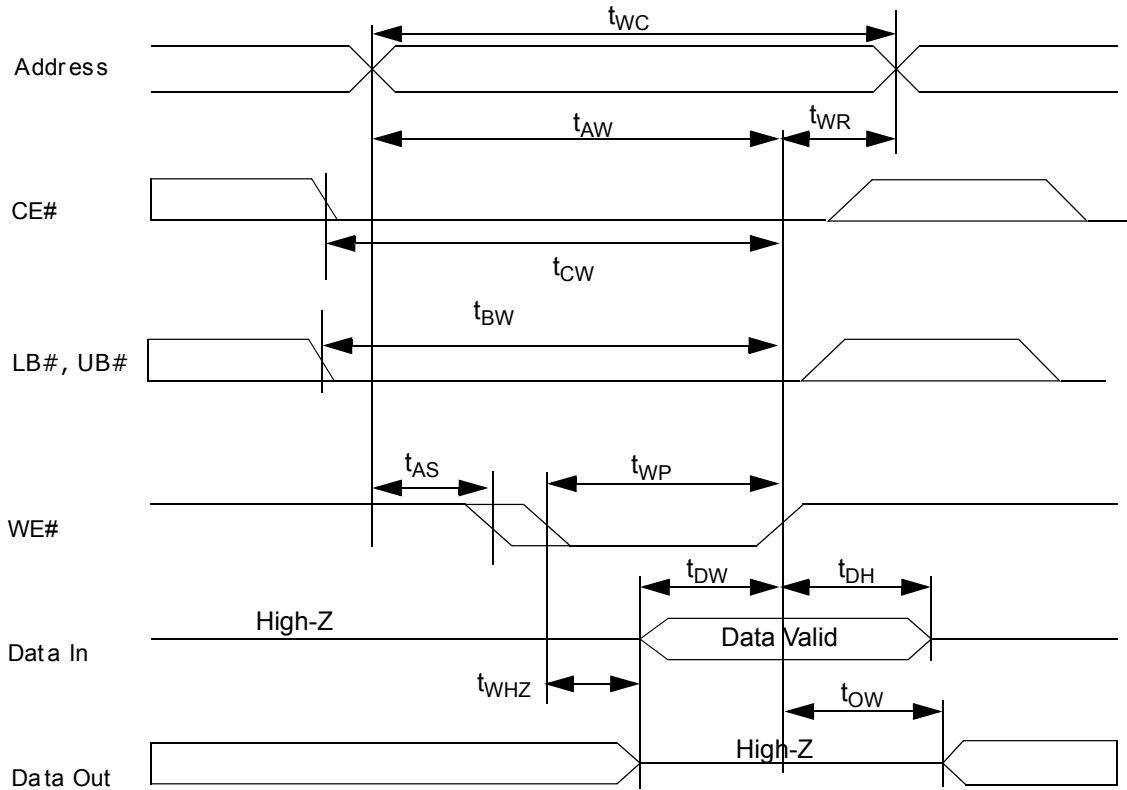 tWC
Address
tAW
tWR
CE#
tCW
tBW
LB#, UB#
tAS
tWP
WE#
tDW
tDH
High-Z
Data Valid
Data In
tWHZ
tOW
High-Z
Data Out